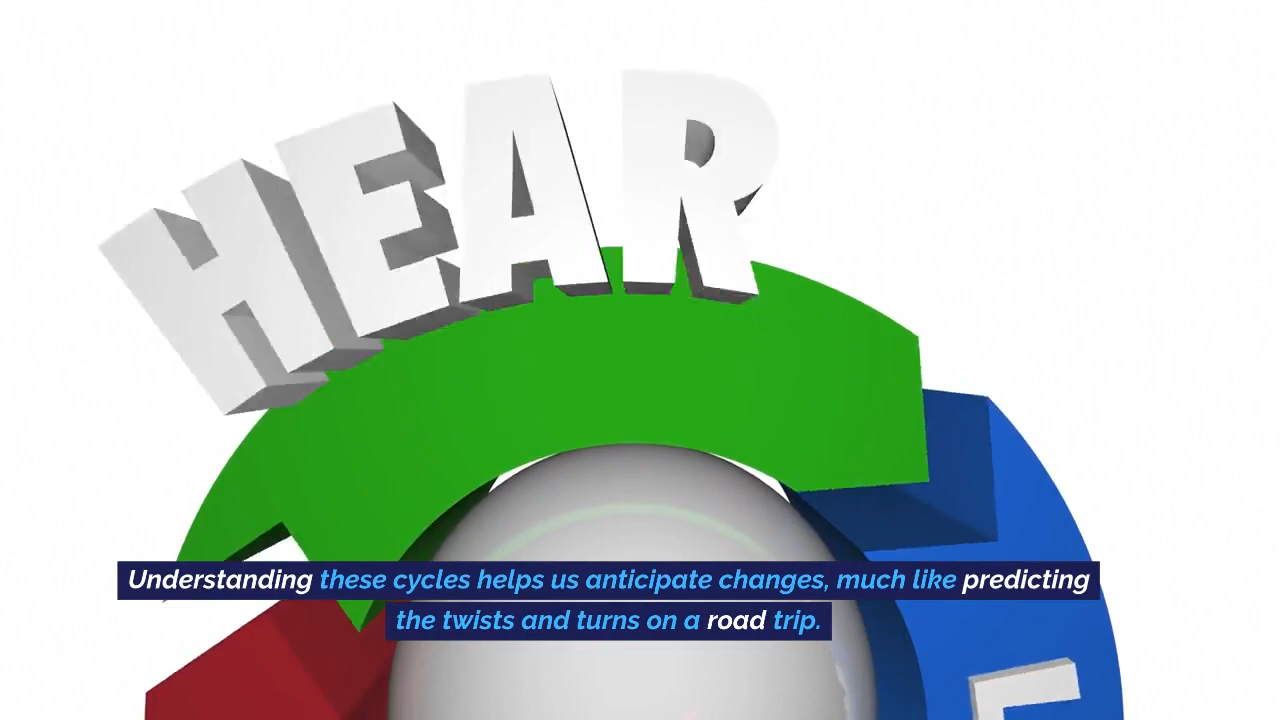 HEAR
Understanding these cycles helps us anticipate changes, much like predicting
the twists and turns on a road trip.